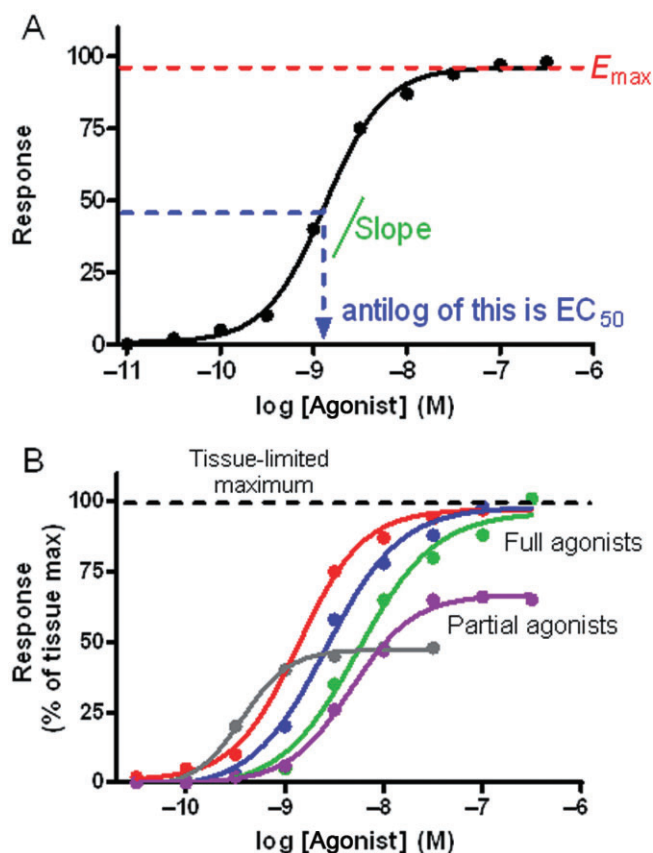 A
100
75
50
25
0
Response
E max
Slope
antilog of this is EC50
–11
–10
–9
–8
–7
–6
log [Agonist] (M)
B
Tissue-limited
maximum
100
75
50
25
0
Response
(% of tissue max)
Full agonists
Partial agonists
–10
–9
–8
–7
–6
log [Agonist] (M)